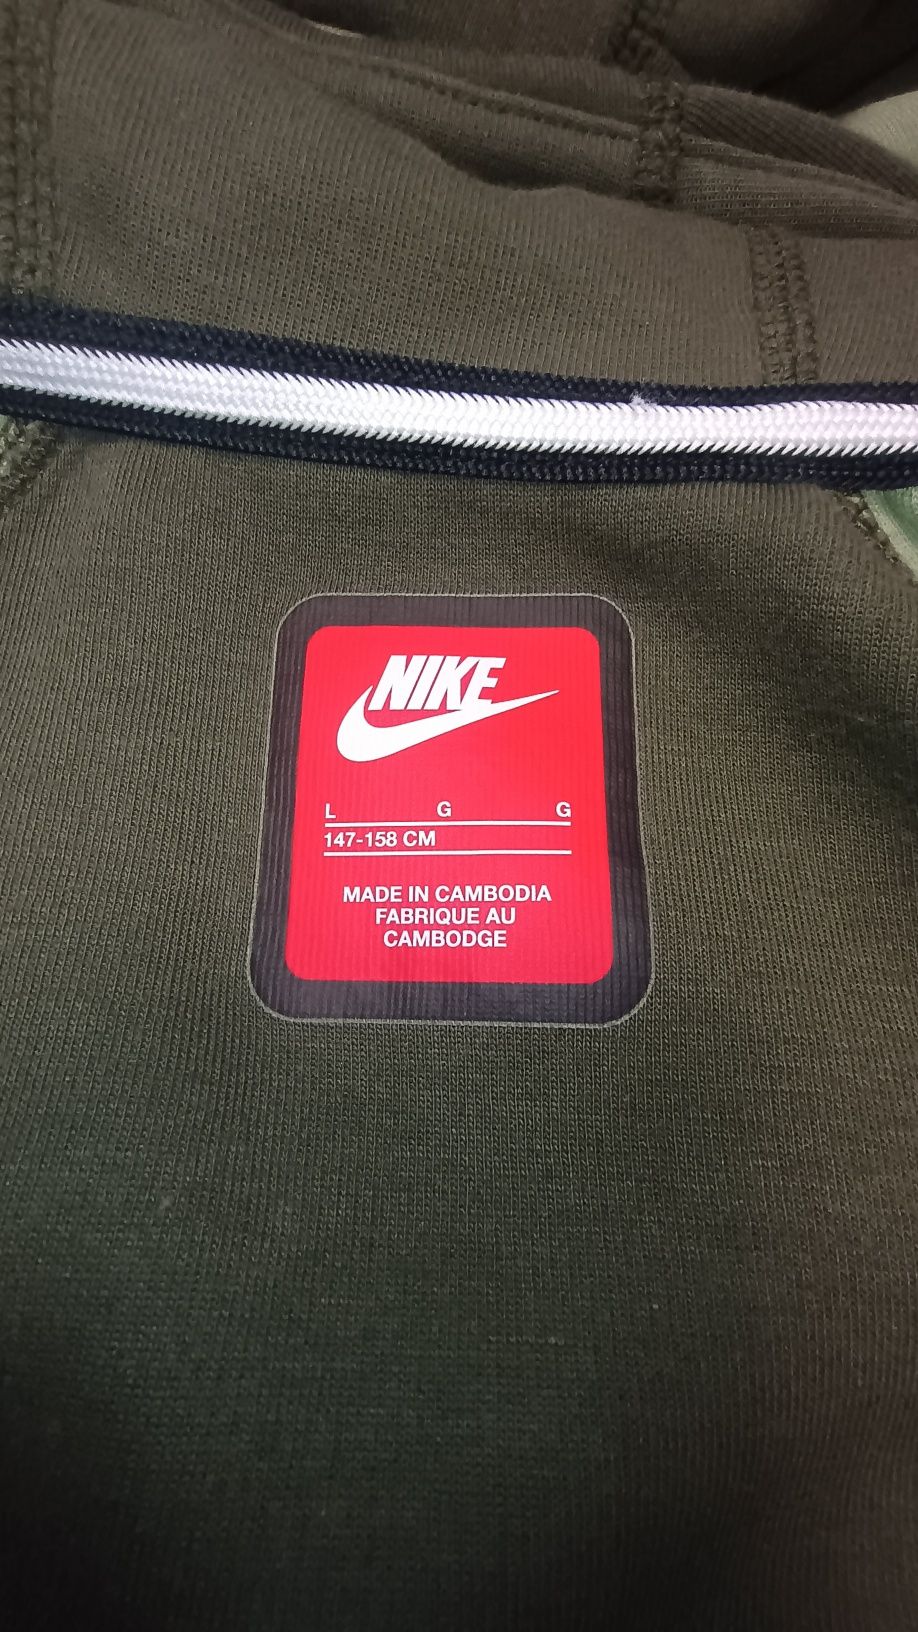 NIKE
L G G
147-158 CM
MADE IN CAMBODIA
FABRIQUE AU
CAMBODGE